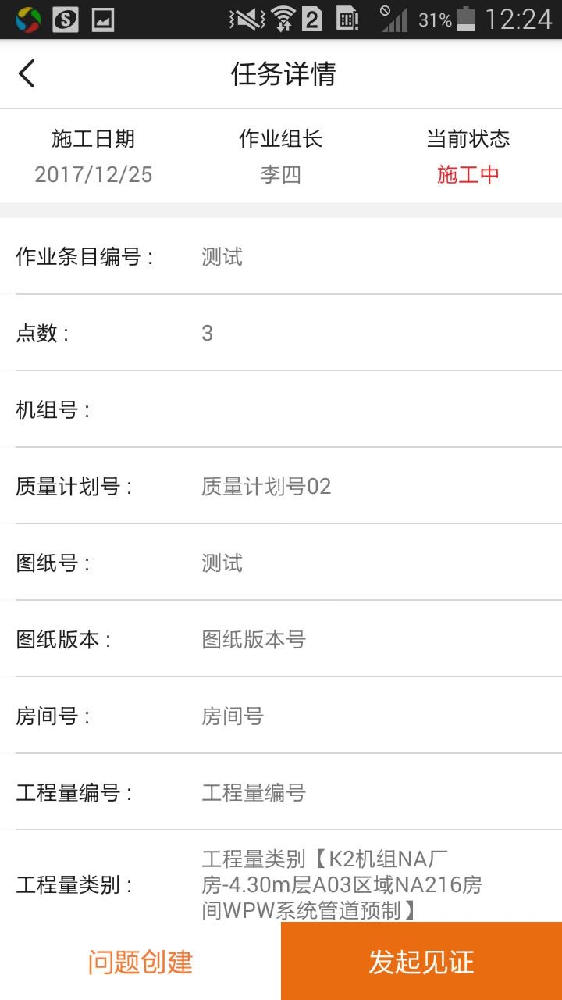 31% 12:24
任务详情
施工日期 作业组长 当前状态
2017/12/25 李四 施工中
作业条目编号: 测试
点数: 3
机组号:
质量计划号: 质量计划号02
图纸号: 测试
图纸版本: 图纸版本号
房间号: 房间号
工程量编号: 工程量编号
工程量类别: 工程量类别【K2机组NA厂
房-4.30m层A03区域NA216房
间WPW系统管道预制】
问题创建 发起见证